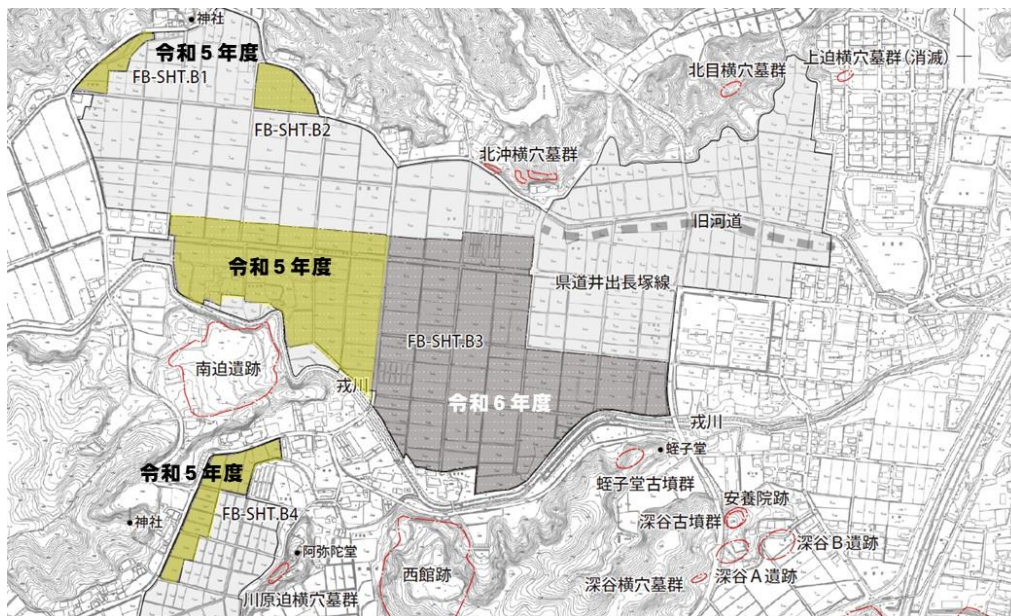 神社
令和５年度
FB-SHT.B1
FB-SHT.B2
北目横穴墓群
上迫横穴墓群(消滅)
北沖横穴墓群
旧河道
令和５年度
県道井出長塚線
FB-SHT.B3
南迫遺跡
戎川
令和６年度
戎川
蛭子堂
蛭子堂古墳群
令和５年度
安養院跡
FB-SHT.B4
深谷古墳群
神社
深谷Ｂ遺跡
阿弥陀堂
西館跡
深谷横穴墓群
深谷Ａ遺跡
川原迫横穴墓群